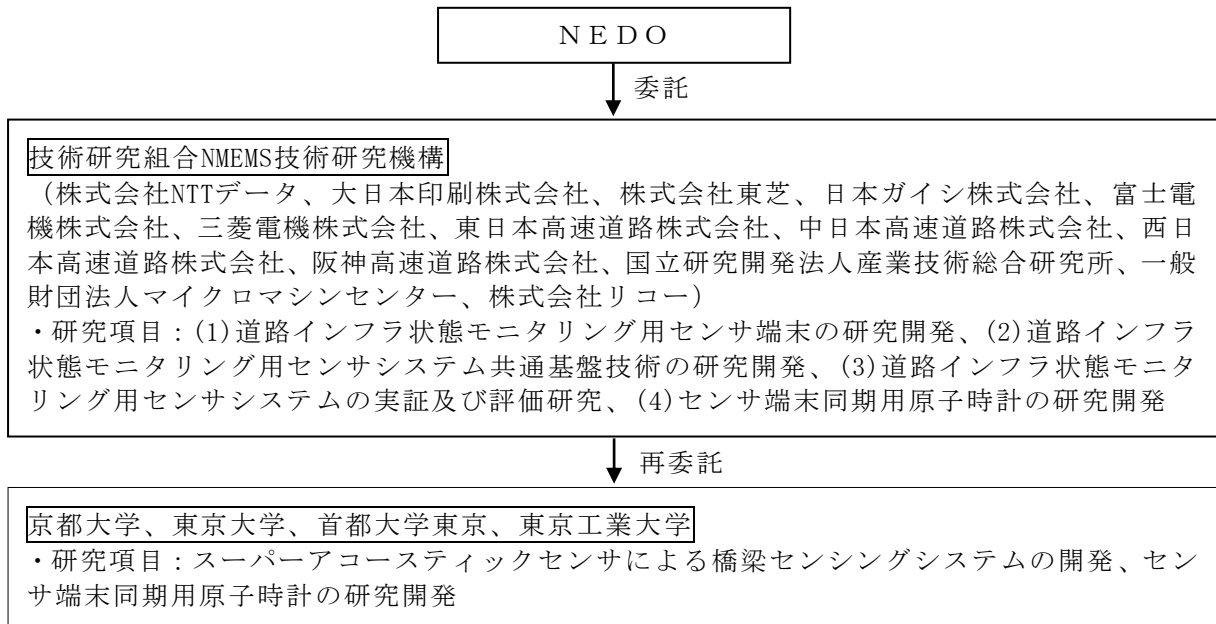 ＮＥＤＯ
委託
技術研究組合NMEMS技術研究機構
（株式会社NTTデータ、大日本印刷株式会社、株式会社東芝、日本ガイシ株式会社、富士電
機株式会社、三菱電機株式会社、東日本高速道路株式会社、中日本高速道路株式会社、西日
本高速道路株式会社、阪神高速道路株式会社、国立研究開発法人産業技術総合研究所、一般
財団法人マイクロマシンセンター、株式会社リコー）
・研究項目：(1)道路インフラ状態モニタリング用センサ端末の研究開発、(2)道路インフラ
状態モニタリング用センサシステム共通基盤技術の研究開発、(3)道路インフラ状態モニタ
リング用センサシステムの実証及び評価研究、(4)センサ端末同期用原子時計の研究開発
再委託
京都大学、東京大学、首都大学東京、東京工業大学
・研究項目：スーパーアコースティックセンサによる橋梁センシングシステムの開発、セン
サ端末同期用原子時計の研究開発